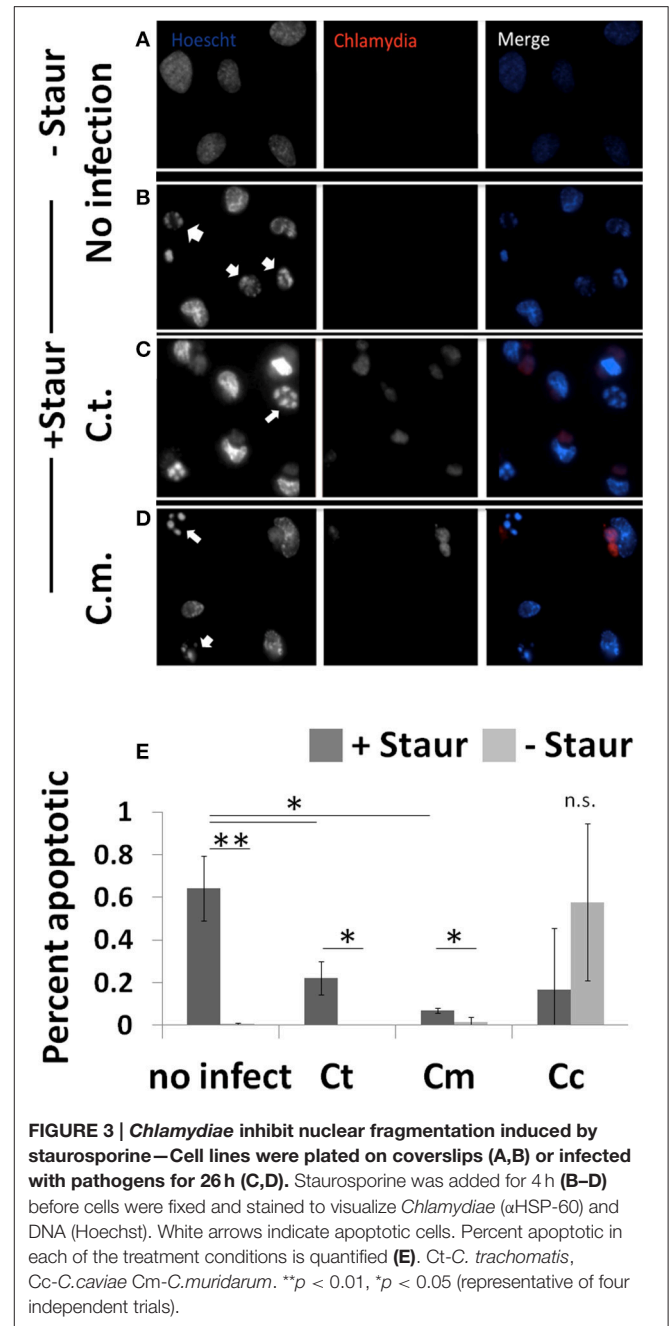 A
Hoescht
Chlamydia
Merge
- Staur
No infection
B
+Staur
C
C.t.
D
C.m.
E
+ Staur
- Staur
Percent apoptotic
1
0.8
0.6
0.4
0.2
0
*
**
*
*
n.s.
no infect
Ct
Cm
Cc
FIGURE 3 | Chlamydiae inhibit nuclear fragmentation induced by
staurosporine—Cell lines were plated on coverslips (A,B) or infected
with pathogens for 26 h (C,D). Staurosporine was added for 4 h (B–D)
before cells were fixed and stained to visualize Chlamydiae (αHSP-60) and
DNA (Hoechst). White arrows indicate apoptotic cells. Percent apoptotic in
each of the treatment conditions is quantified (E). Ct-C. trachomatis,
Cc-C.caviae Cm-C.muridarum. **p < 0.01, *p < 0.05 (representative of four
independent trials).